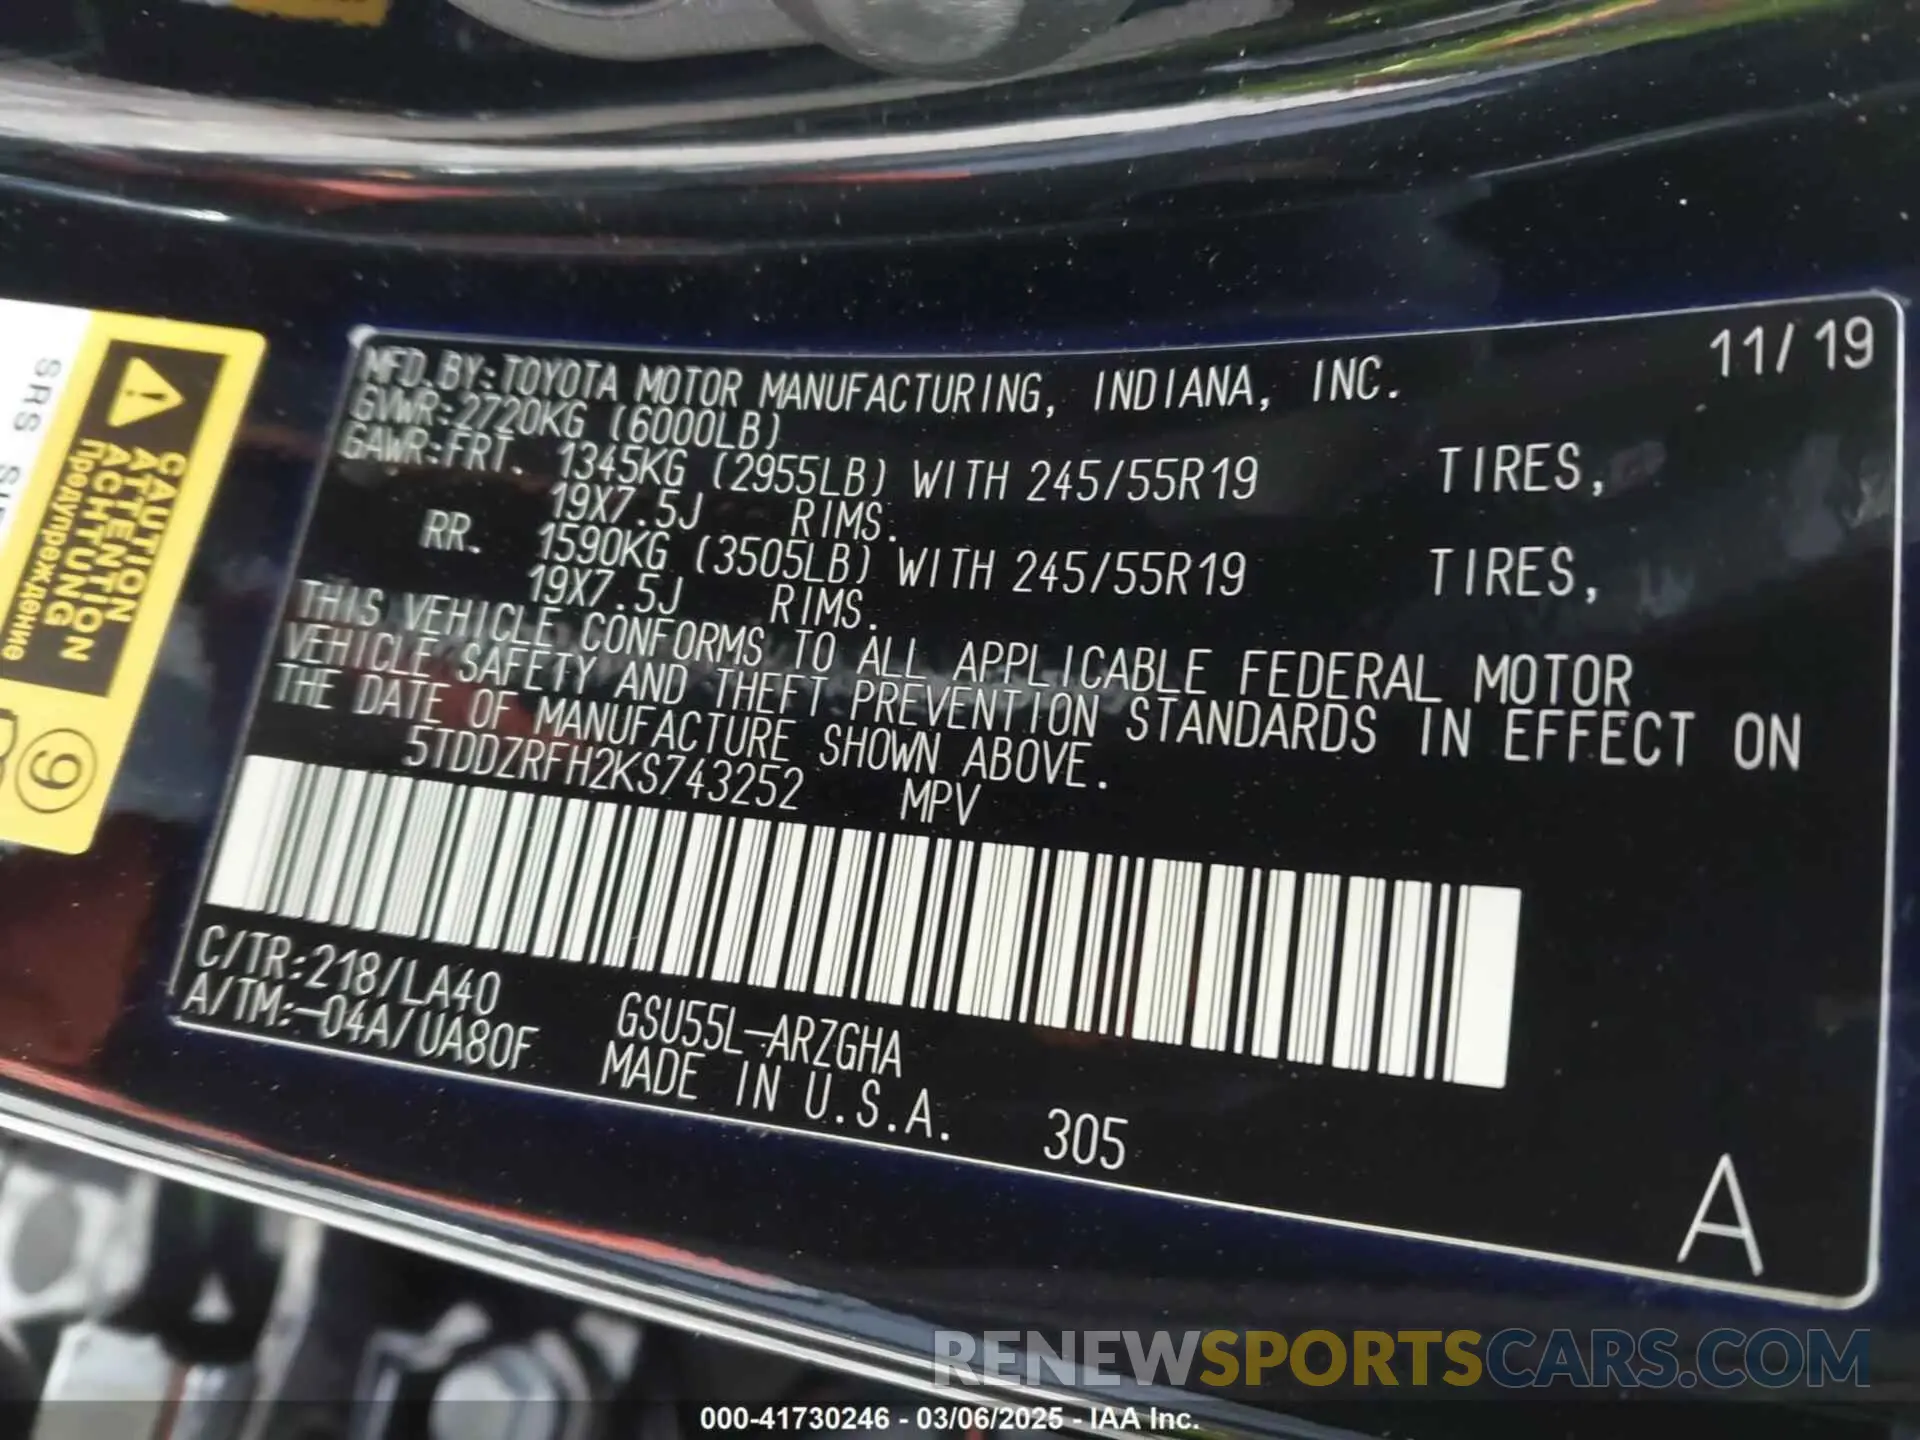 11/19
MFD.BY:TOYOTA MOTOR MANUFACTURING, INDIANA, INC.
GVWR:2720KG (6000LB)
GAWR:FRT. 1345KG (2955LB) WITH 245/55R19 TIRES,
19X7.5J RIMS.
RR. 1590KG (3505LB) WITH 245/55R19 TIRES,
19X7.5J RIMS.
THIS VEHICLE CONFORMS TO ALL APPLICABLE FEDERAL MOTOR
VEHICLE SAFETY AND THEFT PREVENTION STANDARDS IN EFFECT ON
THE DATE OF MANUFACTURE SHOWN ABOVE.
5TDDZRFH2KS743252 MPV
C/TR:218/LA40
A/TM:-04A/UA80F
GSU55L-ARZGHA
MADE IN U.S.A.
305
A
CAUTION
ATTENTION
ACHTUNG
Предупреждение
9
SRS
RENEWSPORTSCARS.COM
000-41730246 - 03/06/2025 - IAA Inc.